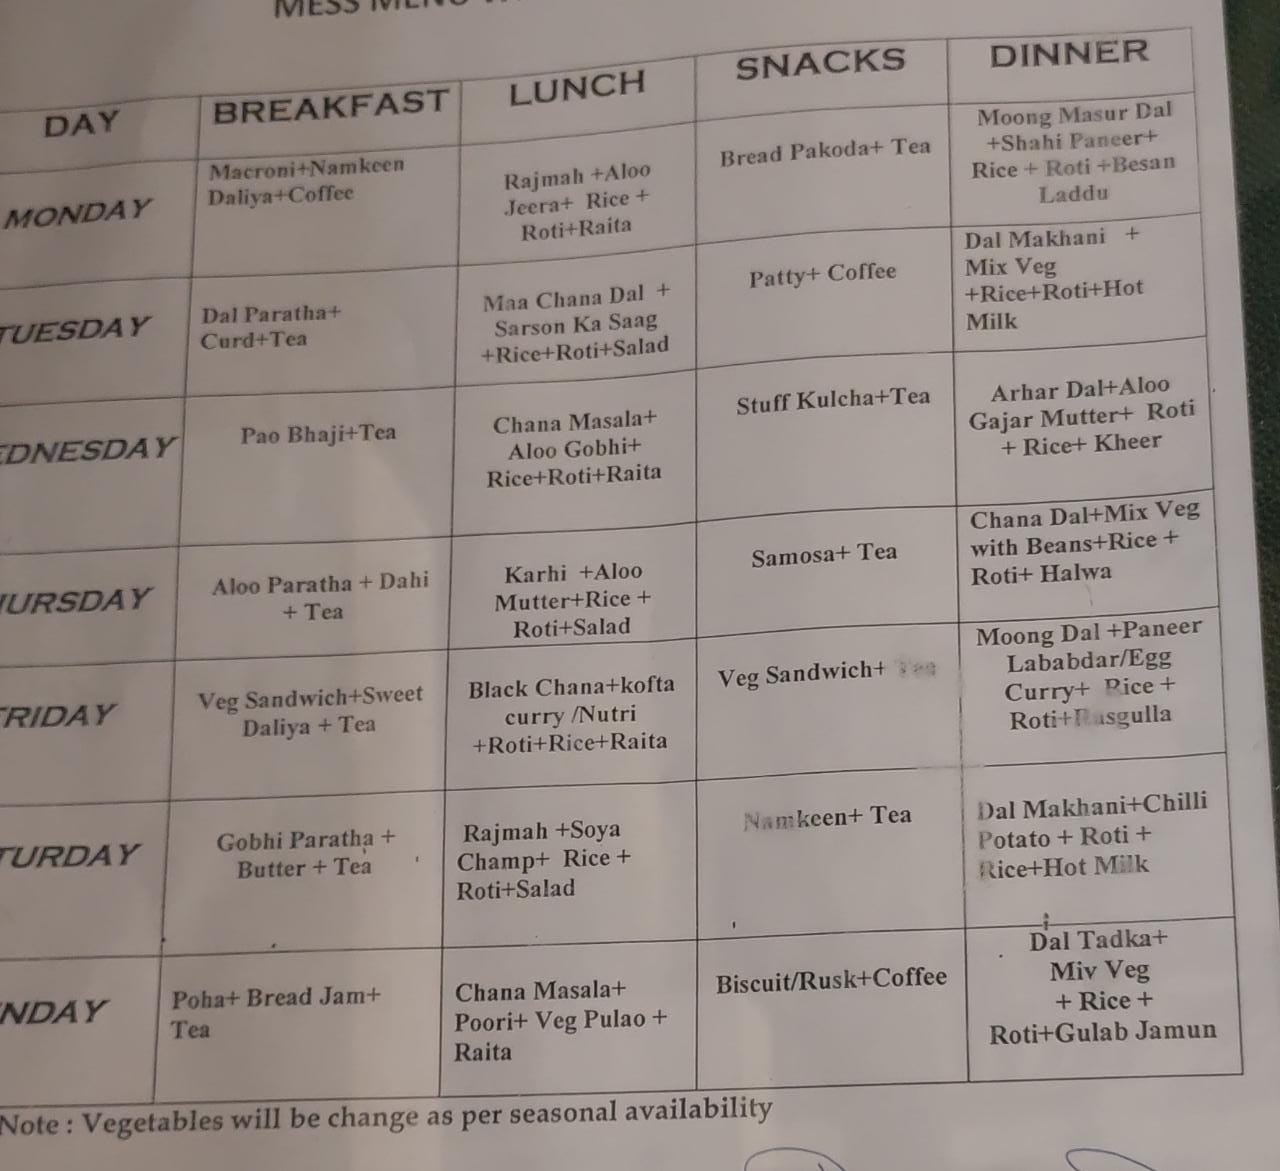 MESS MENU
DAY BREAKFAST LUNCH SNACKS DINNER
MONDAY
Macroni+Namkeen
Daliya+Coffee
Rajmah +Aloo
Jeera+ Rice +
Roti+Raita
Bread Pakoda+ Tea
Moong Masur Dal
+Shahi Paneer+
Rice + Roti +Besan
Laddu
TUESDAY
Dal Paratha+
Curd+Tea
Maa Chana Dal +
Sarson Ka Saag
+Rice+Roti+Salad
Patty+ Coffee
Dal Makhani +
Mix Veg
+Rice+Roti+Hot
Milk
EDNESDAY
Pao Bhaji+Tea
Chana Masala+
Aloo Gobhi+
Rice+Roti+Raita
Stuff Kulcha+Tea
Arhar Dal+Aloo
Gajar Mutter+ Roti
+ Rice+ Kheer
HURSDAY
Aloo Paratha + Dahi
+ Tea
Karhi +Aloo
Mutter+Rice +
Roti+Salad
Samosa+ Tea
Chana Dal+Mix Veg
with Beans+Rice +
Roti+ Halwa
FRIDAY
Veg Sandwich+Sweet
Daliya + Tea
Black Chana+kofta
curry /Nutri
+Roti+Rice+Raita
Veg Sandwich+ Tea
Moong Dal +Paneer
Lababdar/Egg
Curry+ Rice +
Roti+Rasgulla
TURDAY
Gobhi Paratha +
Butter + Tea
Rajmah +Soya
Champ+ Rice +
Roti+Salad
Namkeen+ Tea
Dal Makhani+Chilli
Potato + Roti +
Rice+Hot Milk
NDAY
Poha+ Bread Jam+
Tea
Chana Masala+
Poori+ Veg Pulao +
Raita
Biscuit/Rusk+Coffee
Dal Tadka+
Miv Veg
+ Rice +
Roti+Gulab Jamun
Note : Vegetables will be change as per seasonal availability